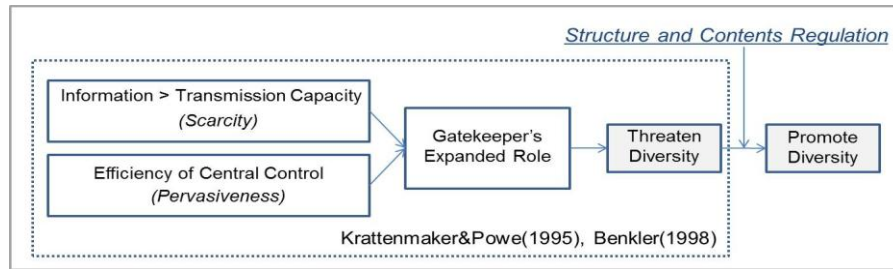 Structure and Contents Regulation
Information > Transmission Capacity
(Scarcity)
Efficiency of Central Control
(Pervasiveness)
Gatekeeper's
Expanded Role
Threaten
Diversity
Promote
Diversity
Krattenmaker&Powe(1995), Benkler(1998)